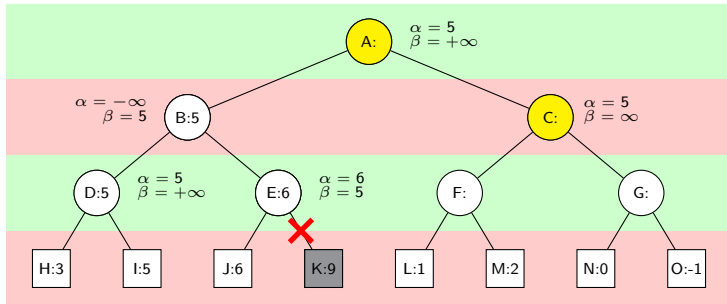 A:
α = 5
β = +∞
α = −∞
β = 5
B:5
C:
α = 5
β = ∞
D:5
α = 5
β = +∞
E:6
α = 6
β = 5
F:
G:
H:3
I:5
J:6
K:9
L:1
M:2
N:0
O:-1